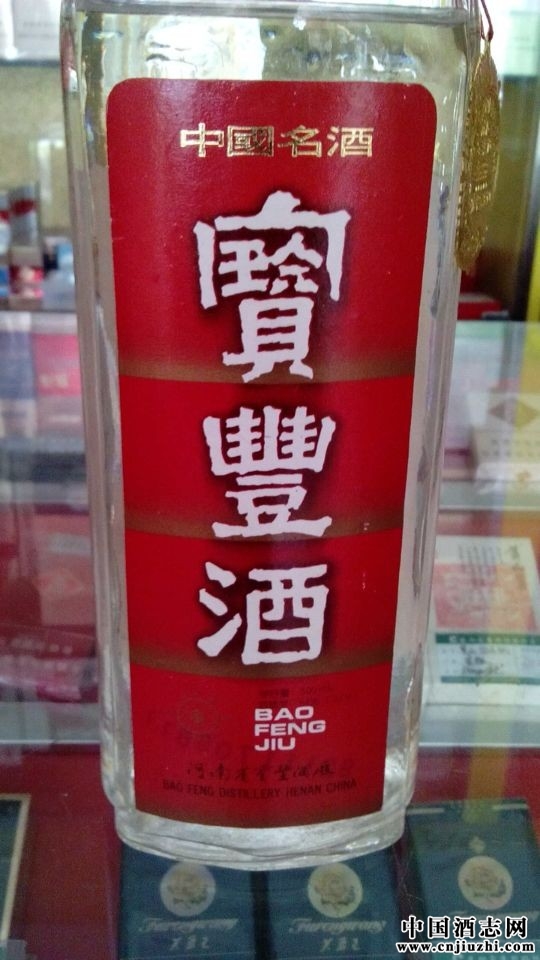 中國名酒
寶豐酒
BAO
FENG
JIU
河南省寶豐酒廠
BAO FENG DISTILLERY HENAN CHINA
中国酒志网
www.cnjiuzhi.com